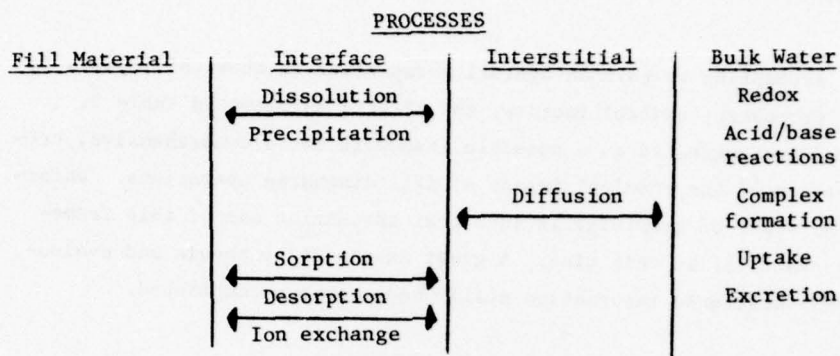 PROCESSES
Fill Material Interface Interstitial Bulk Water
Dissolution Redox
Precipitation Acid/base
reactions
Diffusion Complex
formation
Sorption Uptake
Desorption Excretion
Ion exchange